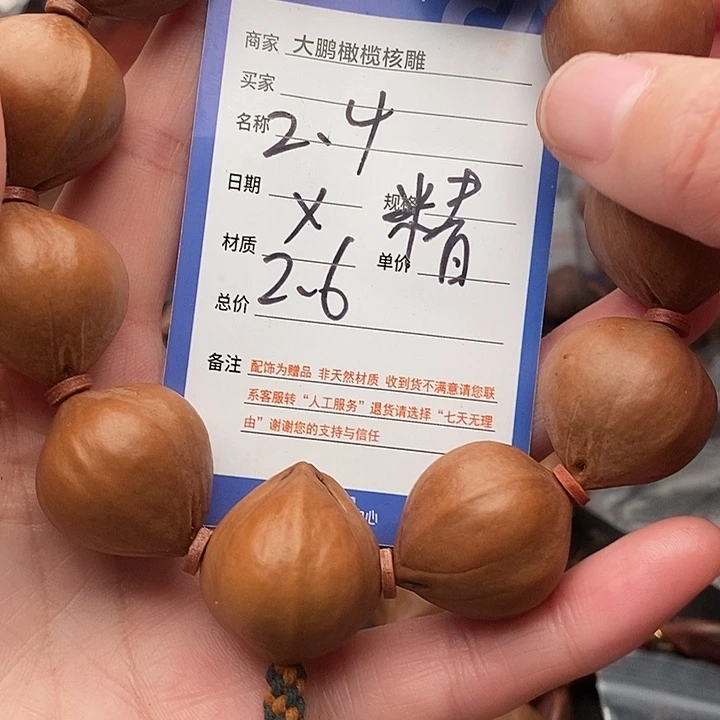 商家 大鹏橄榄核雕
买家
名称 2.4
日期 X 规格 精
材质 2.6 单价
总价
备注 配饰为赠品 非天然材质 收到货不满意请您联
系客服转“人工服务”退货请选择“七天无理
由”谢谢您的支持与信任
心